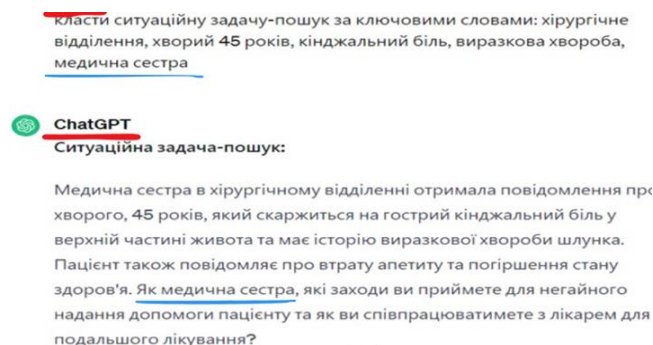 класти ситуаційну задачу-пошук за ключовими словами: хірургічне
відділення, хворий 45 років, кінджальний біль, виразкова хвороба,
медична сестра
ChatGPT
Ситуаційна задача-пошук:
Медична сестра в хірургічному відділенні отримала повідомлення про
хворого, 45 років, який скаржиться на гострий кінджальний біль у
верхній частині живота та має історію виразкової хвороби шлунка.
Пацієнт також повідомляє про втрату апетиту та погіршення стану
здоров'я. Як медична сестра, які заходи ви приймете для негайного
надання допомоги пацієнту та як ви співпрацюватимете з лікарем для
подальшого лікування?